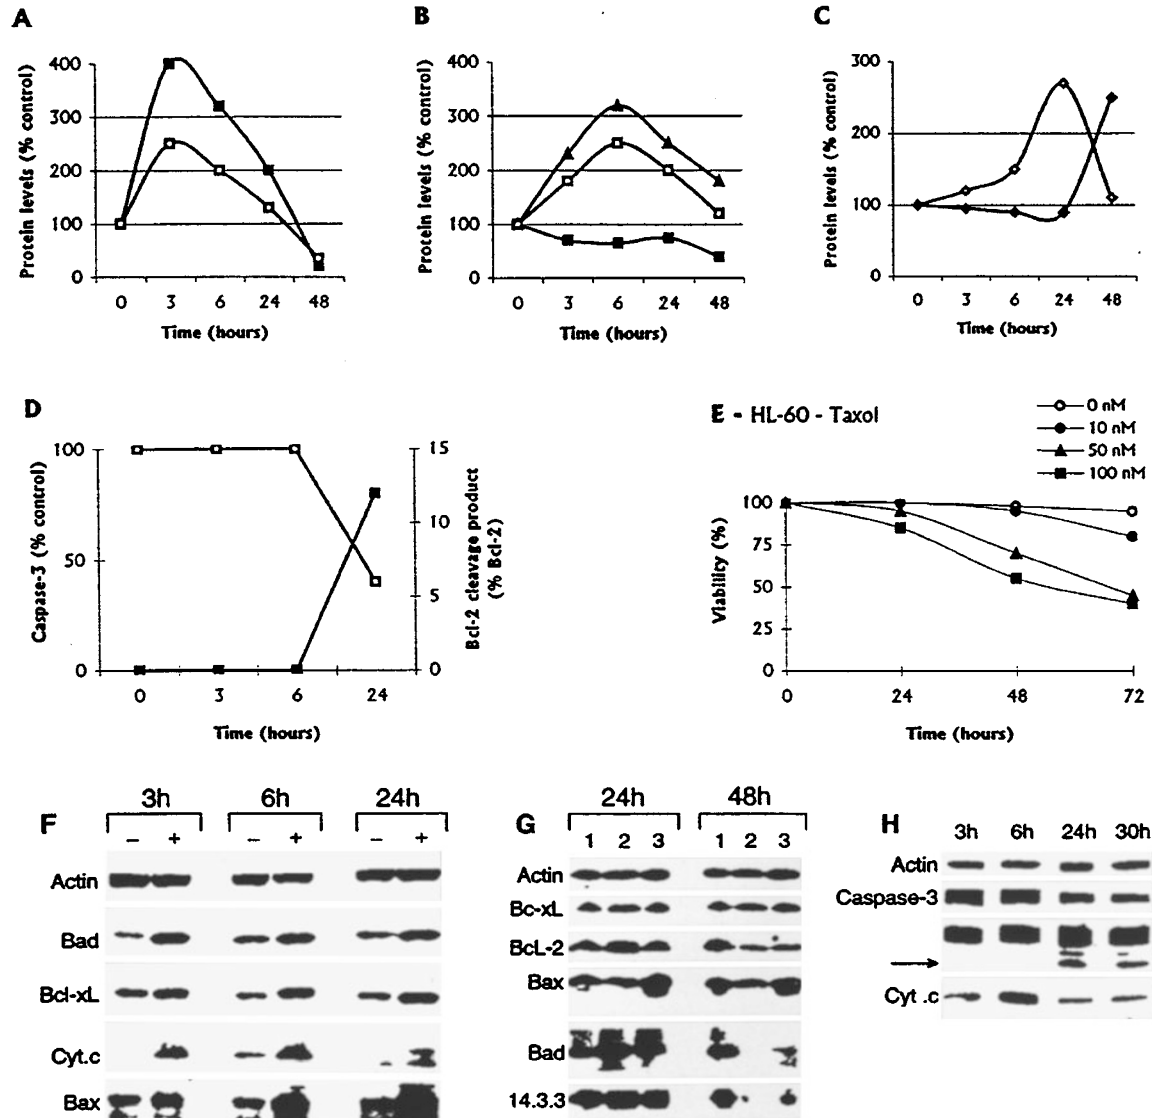 A
B
C
Protein levels (% control)
400
300
200
100
0
0 3 6 24 48
Time (hours)
Protein levels (% control)
400
300
200
100
0
0 3 6 24 48
Time (hours)
Protein levels (% control)
300
200
100
0
0 3 6 24 48
Time (hours)
D
Caspase-3 (% control)
100
50
0
15
10
5
0
Bcl-2 cleavage product
(% Bcl-2)
0 3 6 24
Time (hours)
E - HL-60 - Taxol
0 nM
10 nM
50 nM
100 nM
Viability (%)
100
75
50
25
0
0 24 48 72
Time (hours)
F
3h 6h 24h
– + – + – +
Actin
Bad
Bcl-xL
Cyt.c
Bax
G
24h 48h
1 2 3 1 2 3
Actin
Bc-xL
BcL-2
Bax
Bad
14.3.3
H
3h 6h 24h 30h
Actin
Caspase-3
Cyt .c